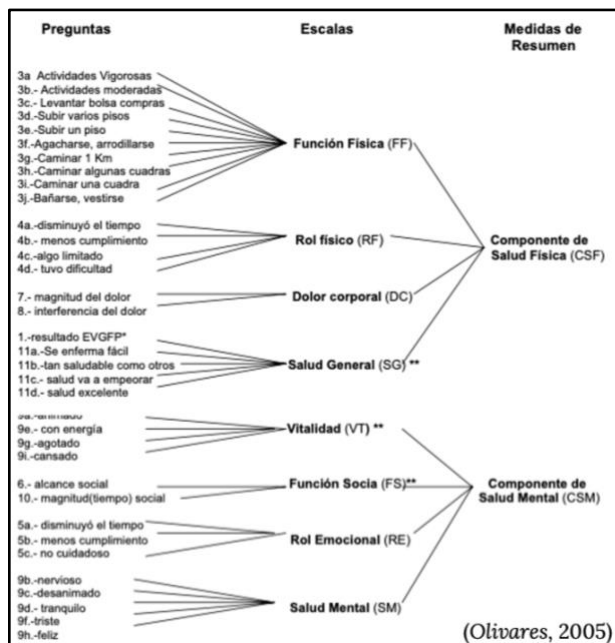 Preguntas Escalas Medidas de
Resumen
3a Actividades Vigorosas
3b.- Actividades moderadas
3c.- Levantar bolsa compras
3d.-Subir varios pisos
3e.-Subir un piso
3f.-Agacharse, arrodillarse
3g.-Caminar 1 Km
3h.-Caminar algunas cuadras
3i.-Caminar una cuadra
3j.-Bañarse, vestirse
Función Física (FF)
4a.-disminuyó el tiempo
4b.- menos cumplimiento
4c.-algo limitado
4d.- tuvo dificultad
Rol físico (RF)
Componente de
Salud Física (CSF)
7.- magnitud del dolor
8.- interferencia del dolor
Dolor corporal (DC)
1.-resultado EVGFP*
11a.-Se enferma fácil
11b.-tan saludable como otros
11c.- salud va a empeorar
11d.- salud excelente
Salud General (SG) **
9a.-animado
9e.- con energía
9g.-agotado
9i.-cansado
Vitalidad (VT) **
6.- alcance social
10.- magnitud(tiempo) social
Función Socia (FS)**
Componente de
Salud Mental (CSM)
5a.- disminuyó el tiempo
5b.- menos cumplimiento
5c.- no cuidadoso
Rol Emocional (RE)
9b.-nervioso
9c.-desanimado
9d.- tranquilo
9f.-triste
9h.-feliz
Salud Mental (SM)
(Olivares, 2005)